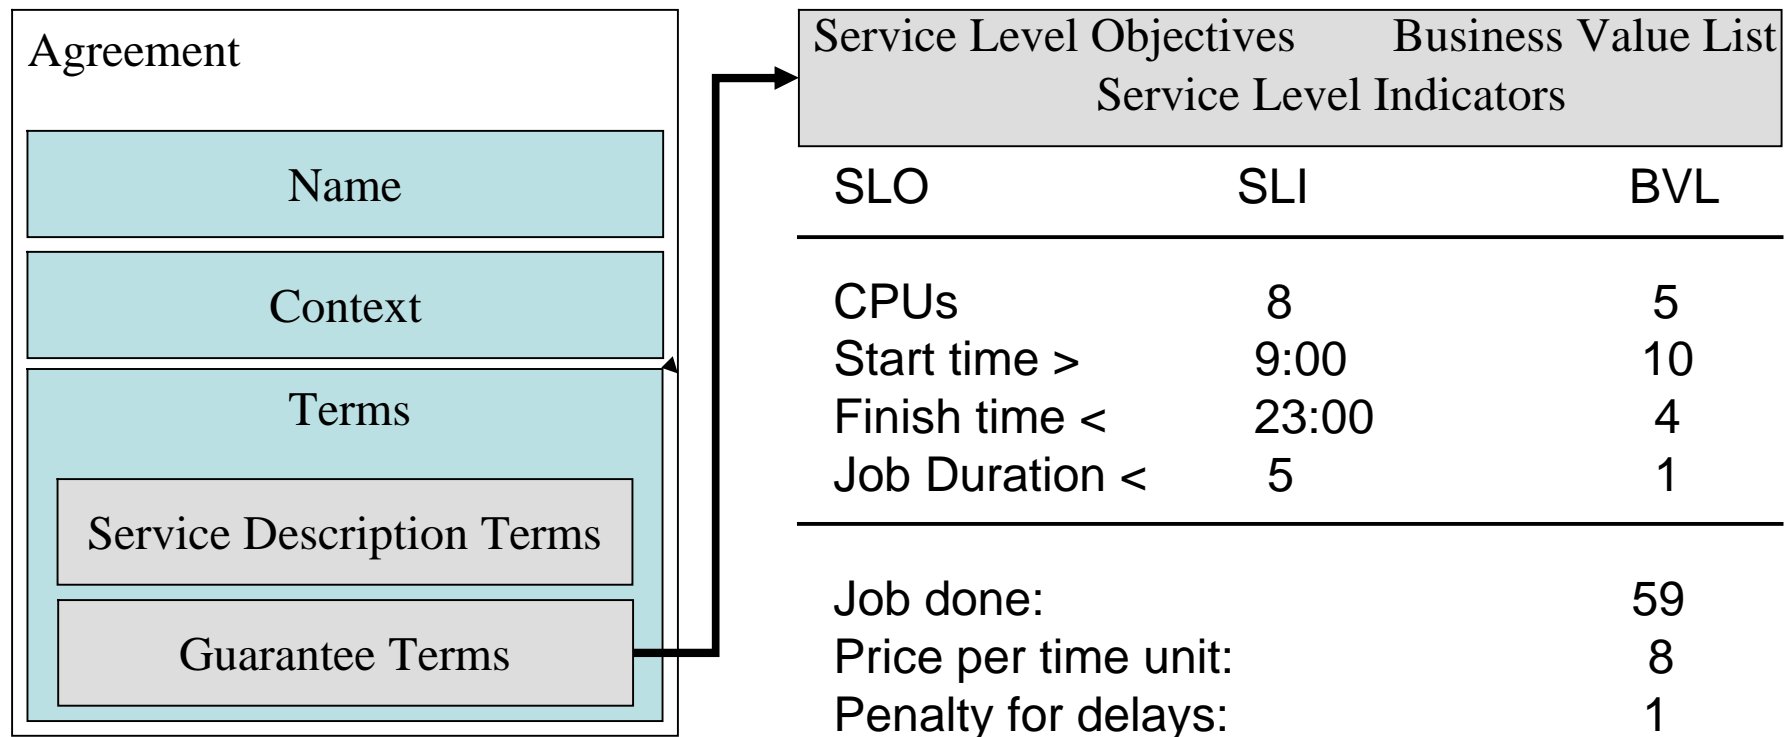 Agreement
Name
Context
Terms
Service Description Terms
Guarantee Terms
Service Level Objectives Business Value List
Service Level Indicators
SLO SLI BVL
CPUs 8 5
Start time > 9:00 10
Finish time < 23:00 4
Job Duration < 5 1
Job done: 59
Price per time unit: 8
Penalty for delays: 1